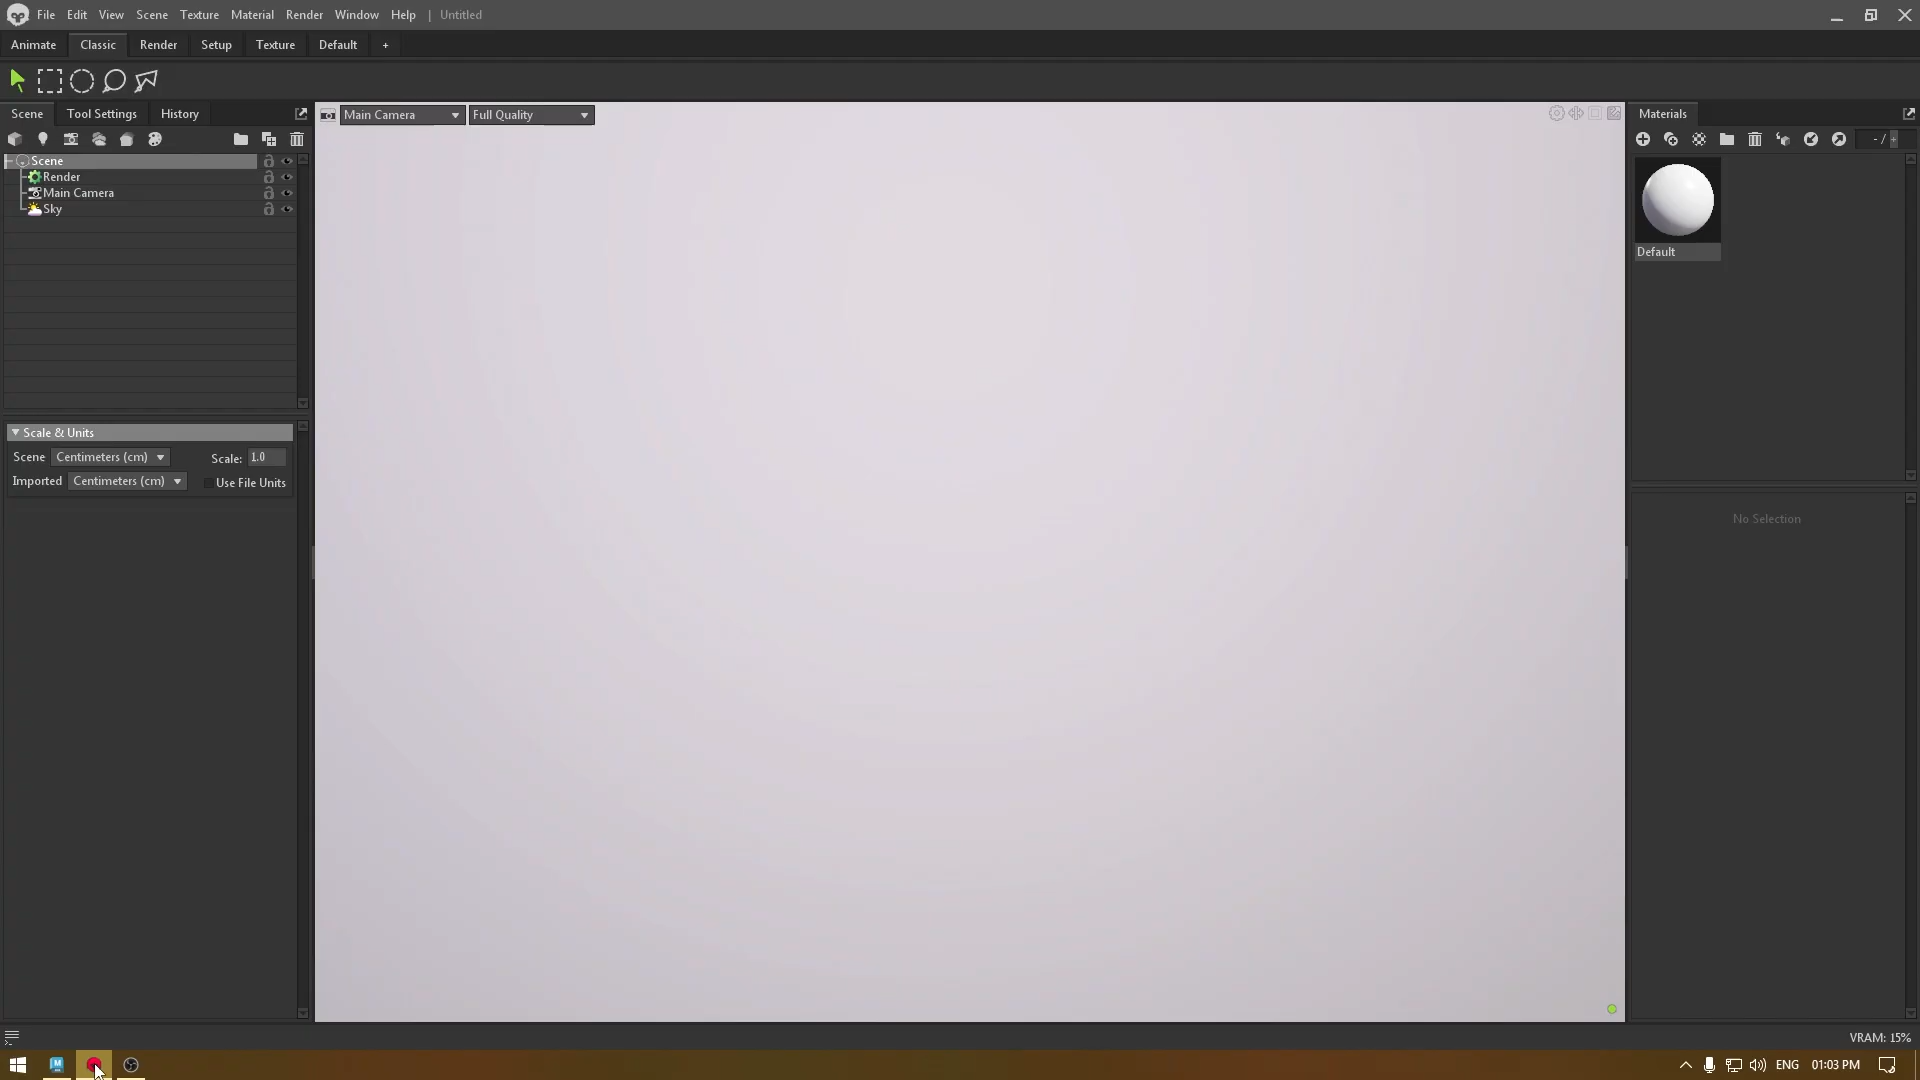 File Edit View Scene Texture Material Render Window Help | Untitled
Animate Classic Render Setup Texture Default +
Scene Tool Settings History
Main Camera Full Quality
Materials
- /
Scene
Render
Main Camera
Sky
Default
Scale & Units
Scene Centimeters (cm) Scale: 1.0
Imported Centimeters (cm) Use File Units
No Selection
VRAM: 15%
ENG 01:03 PM